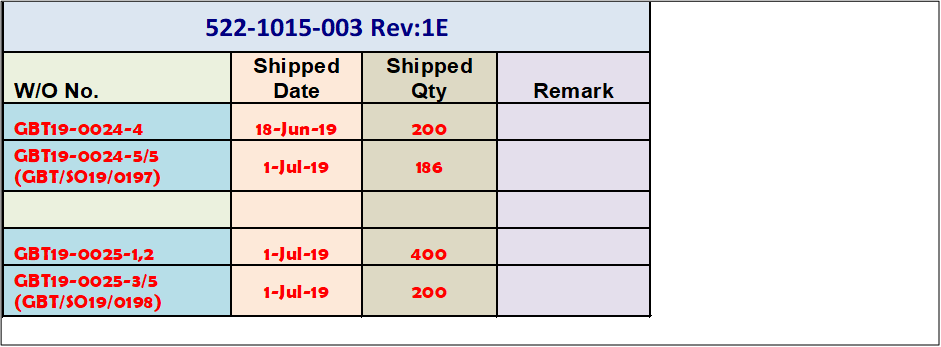 522-1015-003 Rev:1E
W/O No. Shipped Date Shipped Qty Remark
GBT19-0024-4 18-Jun-19 200
GBT19-0024-5/5 (GBT/SO19/0197) 1-Jul-19 186
GBT19-0025-1,2 1-Jul-19 400
GBT19-0025-3/5 (GBT/SO19/0198) 1-Jul-19 200